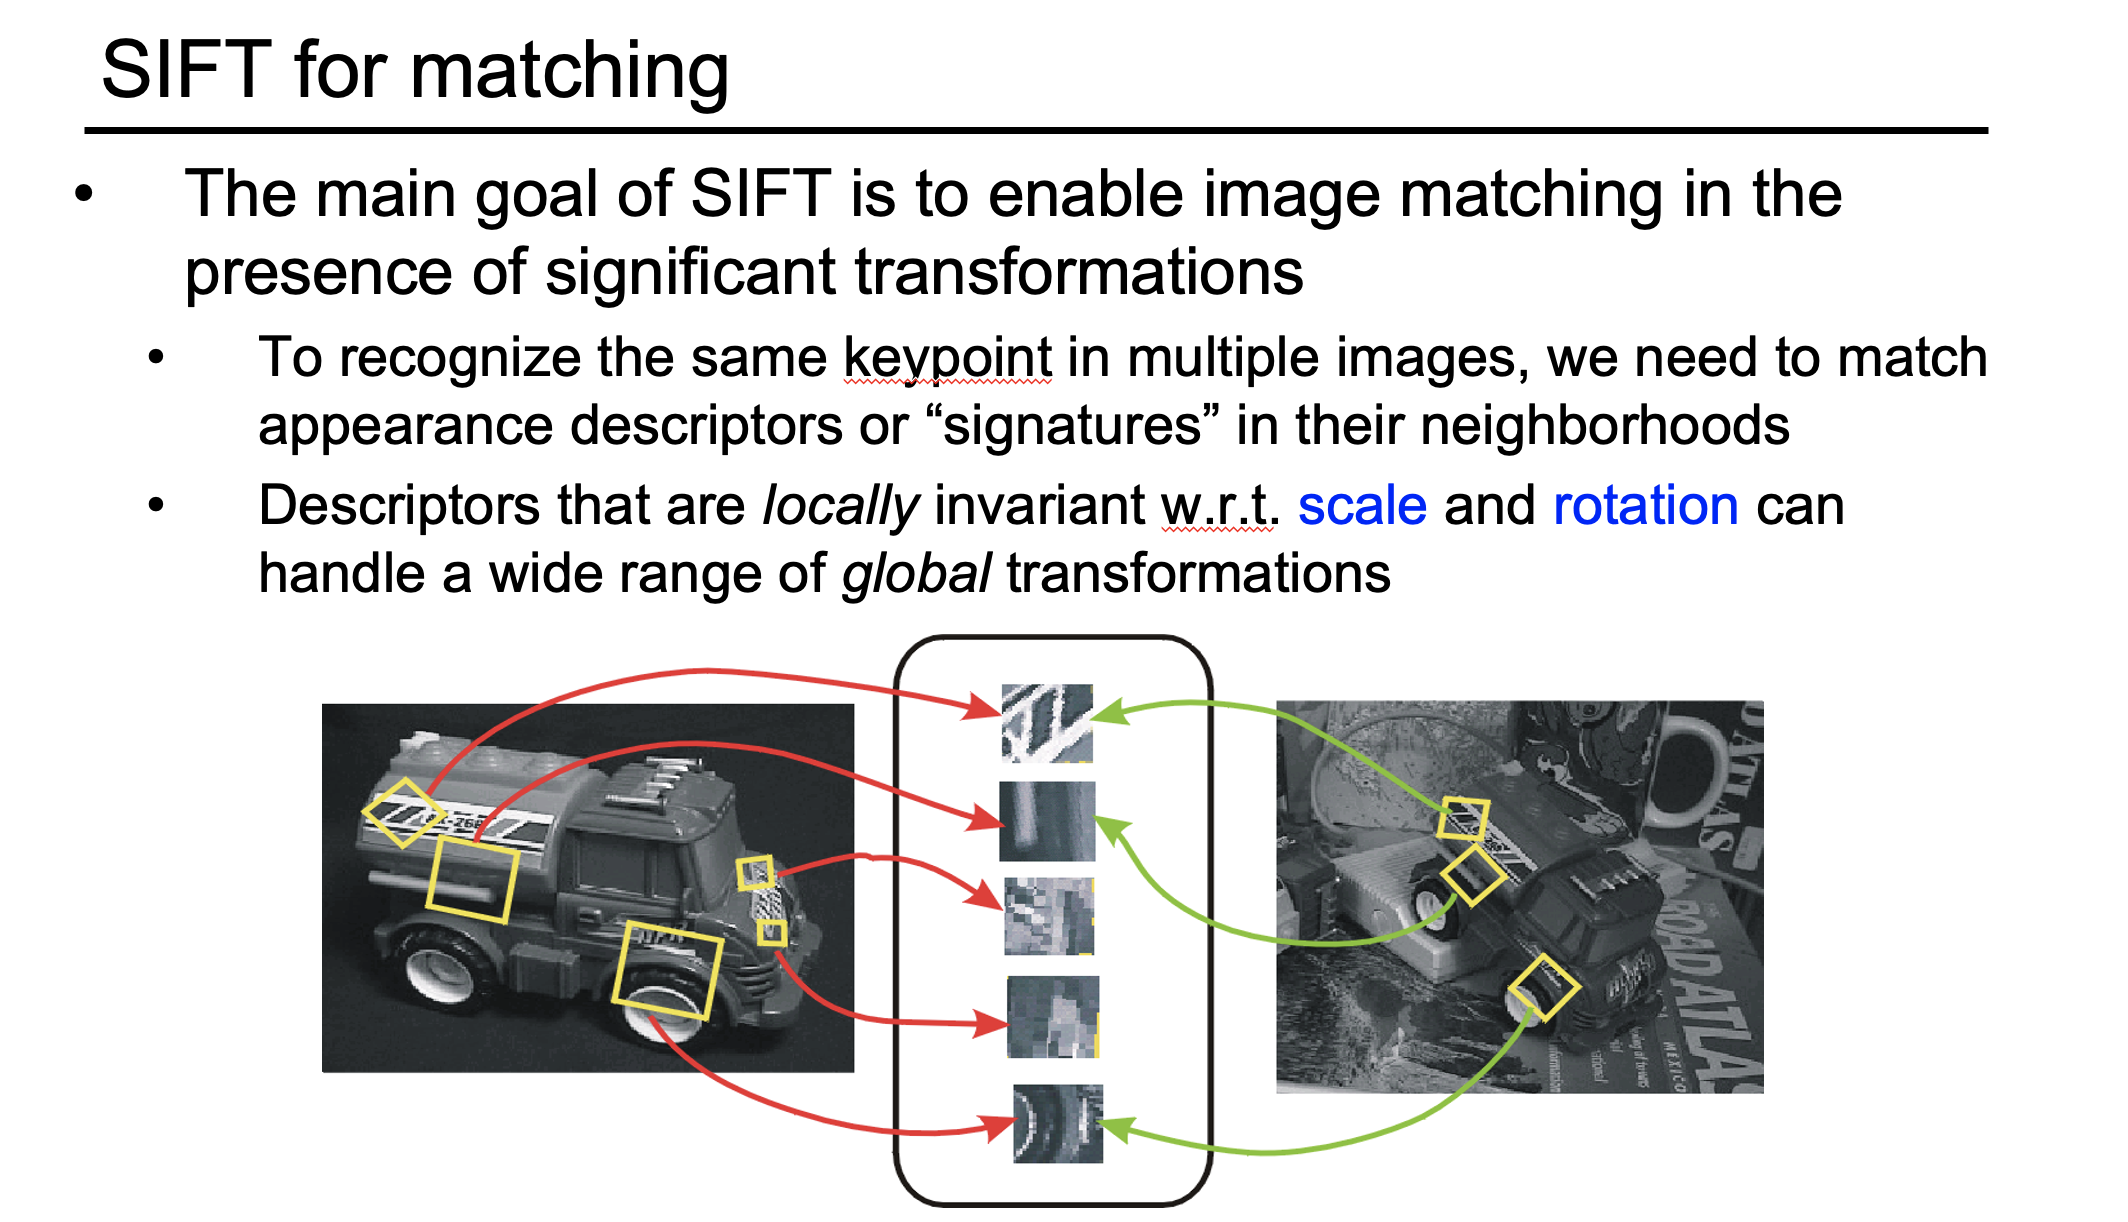 SIFT for matching
• The main goal of SIFT is to enable image matching in the
presence of significant transformations
• To recognize the same keypoint in multiple images, we need to match
appearance descriptors or “signatures” in their neighborhoods
• Descriptors that are locally invariant w.r.t. scale and rotation can
handle a wide range of global transformations
ROAD ATLAS
MEXICO